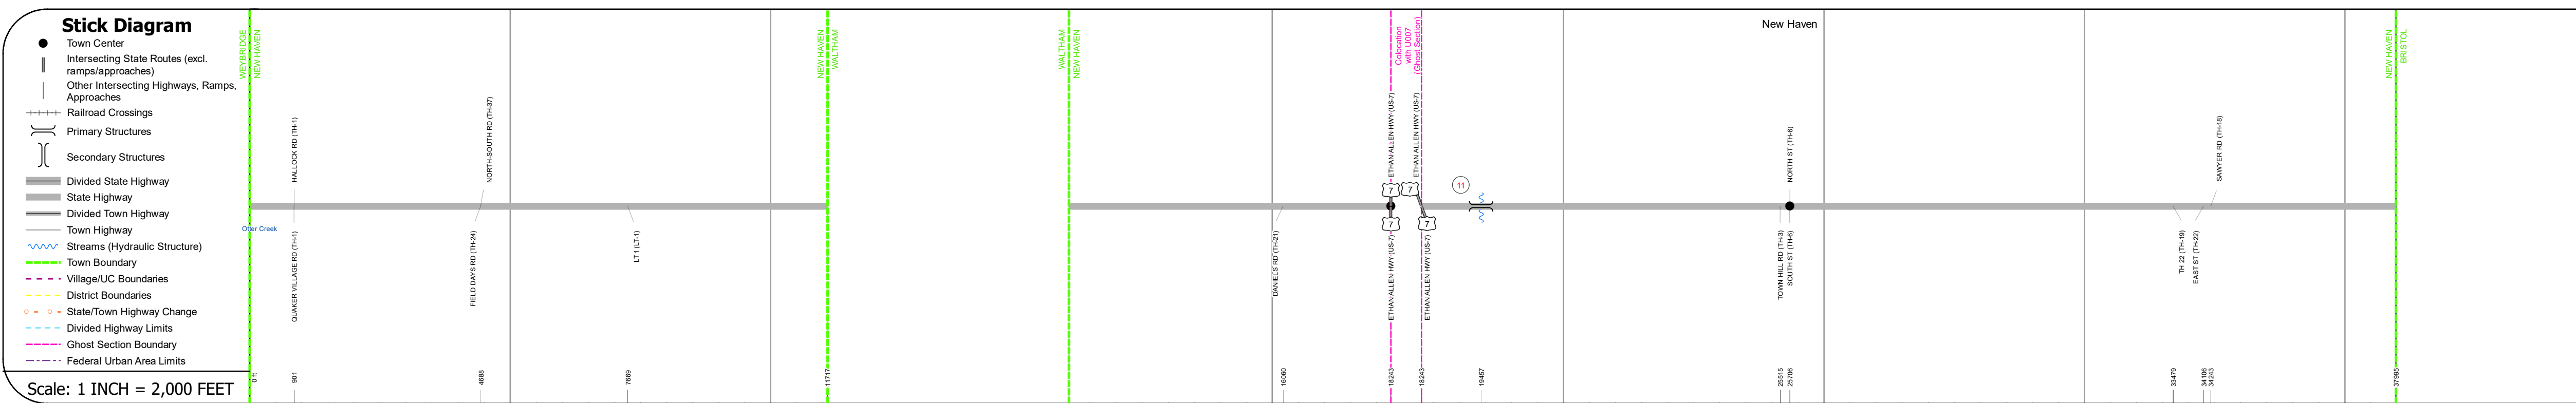 Stick Diagram
Town Center
Intersecting State Routes (excl.
ramps/approaches)
Other Intersecting Highways, Ramps,
Approaches
Railroad Crossings
Primary Structures
Secondary Structures
Divided State Highway
State Highway
Divided Town Highway
Town Highway
Streams (Hydraulic Structure)
Town Boundary
Village/UC Boundaries
District Boundaries
State/Town Highway Change
Divided Highway Limits
Ghost Section Boundary
Federal Urban Area Limits
Scale: 1 INCH = 2,000 FEET
WEYBRIDGE
NEW HAVEN
NEW HAVEN
WALTHAM
WALTHAM
NEW HAVEN
Colocation
with U007
(Ghost Section)
New Haven
NEW HAVEN
BRISTOL
HALLOCK RD (TH-1)
NORTH-SOUTH RD (TH-37)
ETHAN ALLEN HWY (US-7)
ETHAN ALLEN HWY (US-7)
NORTH ST (TH-6)
SAWYER RD (TH-18)
7
7
11
7
7
Otter Creek
QUAKER VILLAGE RD (TH-1)
FIELD DAYS RD (TH-24)
LT 1 (LT-1)
DANIELS RD (TH-21)
ETHAN ALLEN HWY (US-7)
ETHAN ALLEN HWY (US-7)
TOWN HILL RD (TH-3)
SOUTH ST (TH-6)
TH 22 (TH-19)
EAST ST (TH-22)
0 ft
901
4688
7669
11717
16060
18243
18243
19457
25515
25706
33479
34106
34243
37995